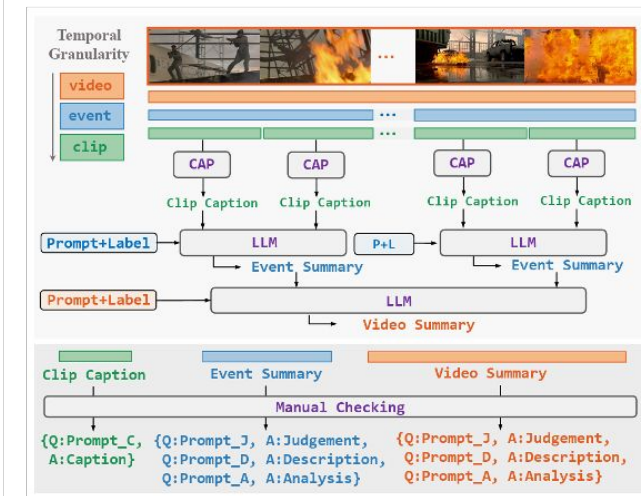 Temporal
Granularity
video
event
clip
...
...
...
CAP CAP CAP CAP
Clip Caption Clip Caption Clip Caption Clip Caption
Prompt+Label LLM P+L LLM
Event Summary Event Summary
Prompt+Label LLM
Video Summary
Clip Caption Event Summary Video Summary
Manual Checking
{Q:Prompt_C, {Q:Prompt_J, A:Judgement, {Q:Prompt_J, A:Judgement,
A:Caption} Q:Prompt_D, A:Description, Q:Prompt_D, A:Description,
Q:Prompt_A, A:Analysis} Q:Prompt_A, A:Analysis}